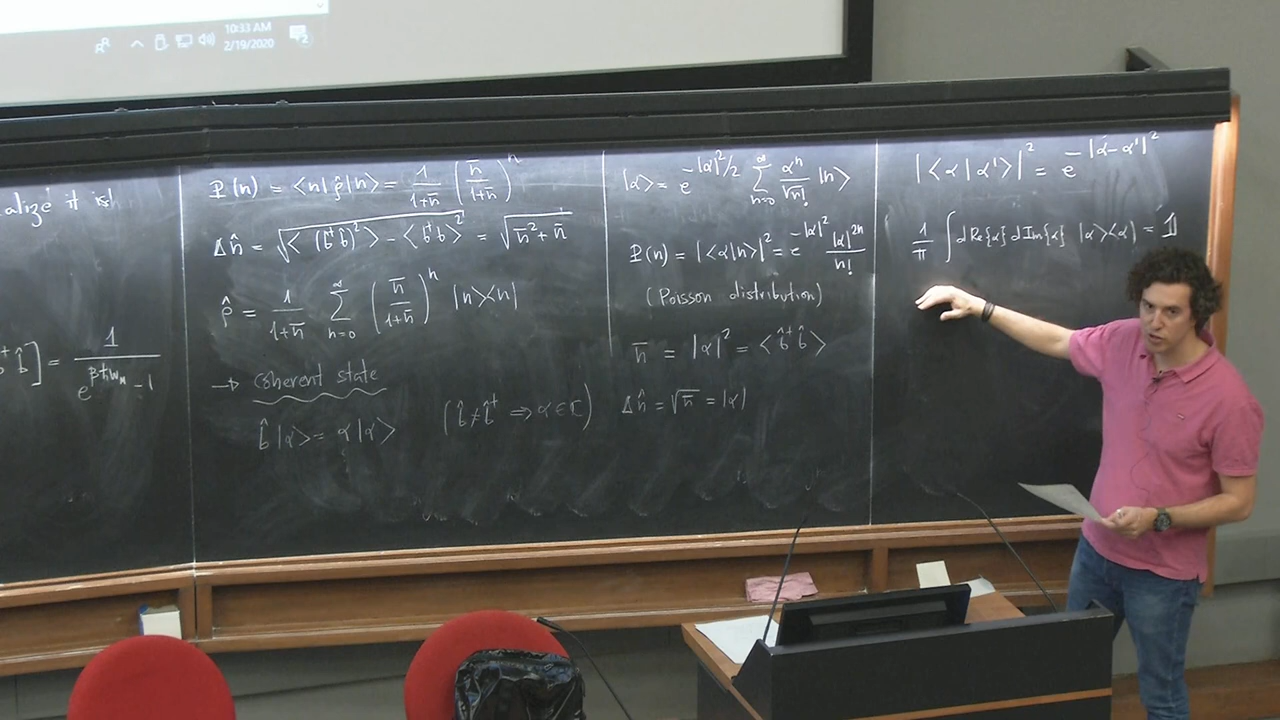 10:33 AM
2/19/2020
2
alize it is!
b̂]= 1/(e^{βħω_m} - 1)
P(n) = <n|ρ̂|n> = 1/(1+n̄) (n̄/(1+n̄))^n
Δn̂ = √(<(b̂†b̂)²> - <b̂†b̂>²) = √(n̄² + n̄)
ρ̂ = 1/(1+n̄) ∑_{n=0}^{∞} (n̄/(1+n̄))^n |n><n|
→ Coherent state
b̂|α> = α|α> (b̂≠b̂† ⇒ α∈ℂ)
|α> = e^{-|α|²/2} ∑_{n=0}^{∞} α^n/√n! |n>
P(n) = |<α|n>|² = e^{-|α|²} |α|^{2n}/n!
(Poisson distribution)
n̄ = |α|² = <b̂†b̂>
Δn̂ = √n̄ = |α|
|<α|α'>|² = e^{-|α-α'|²}
1/π ∫ dRe{α} dIm{α} |α><α| = 𝟙